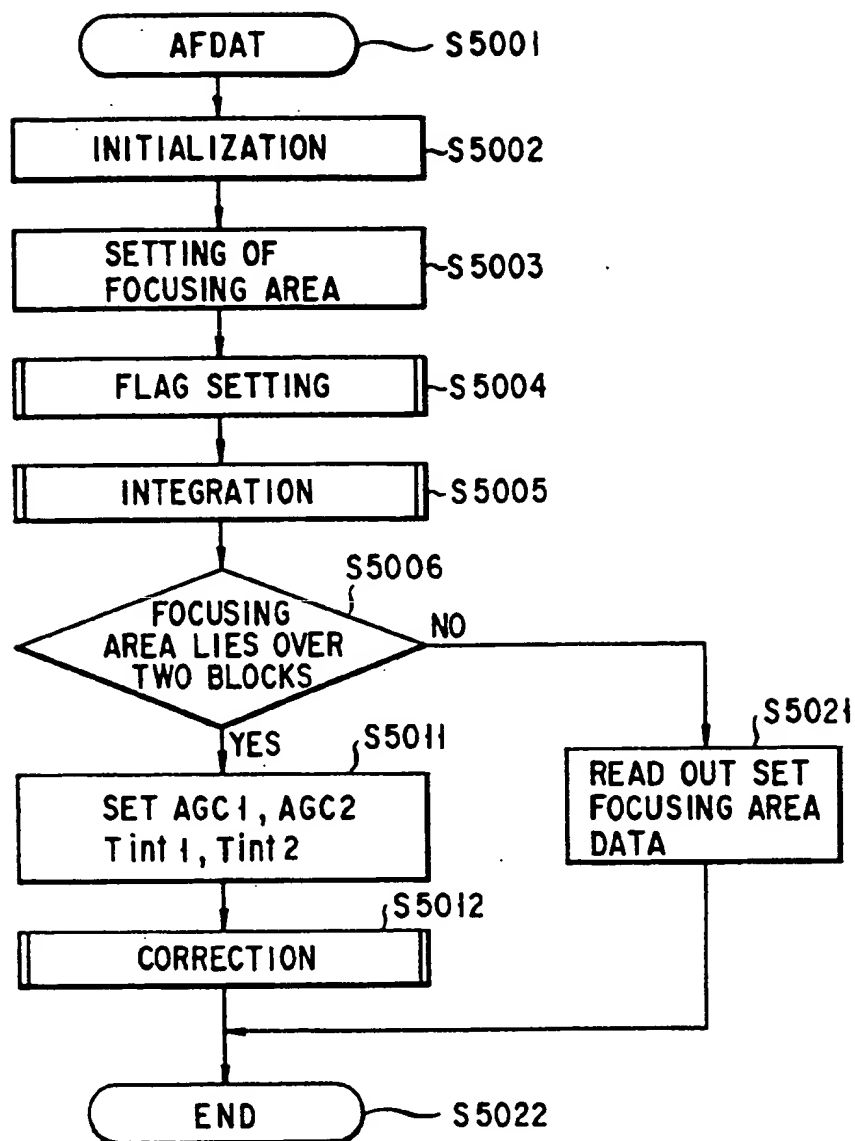 AFDAT
S5001
INITIALIZATION
S5002
SETTING OF
FOCUSING AREA
S5003
FLAG SETTING
S5004
INTEGRATION
S5005
S5006
FOCUSING
AREA LIES OVER
TWO BLOCKS
NO
YES
S5011
SET AGC1, AGC2
Tint1, Tint2
S5021
READ OUT SET
FOCUSING AREA
DATA
S5012
CORRECTION
END
S5022